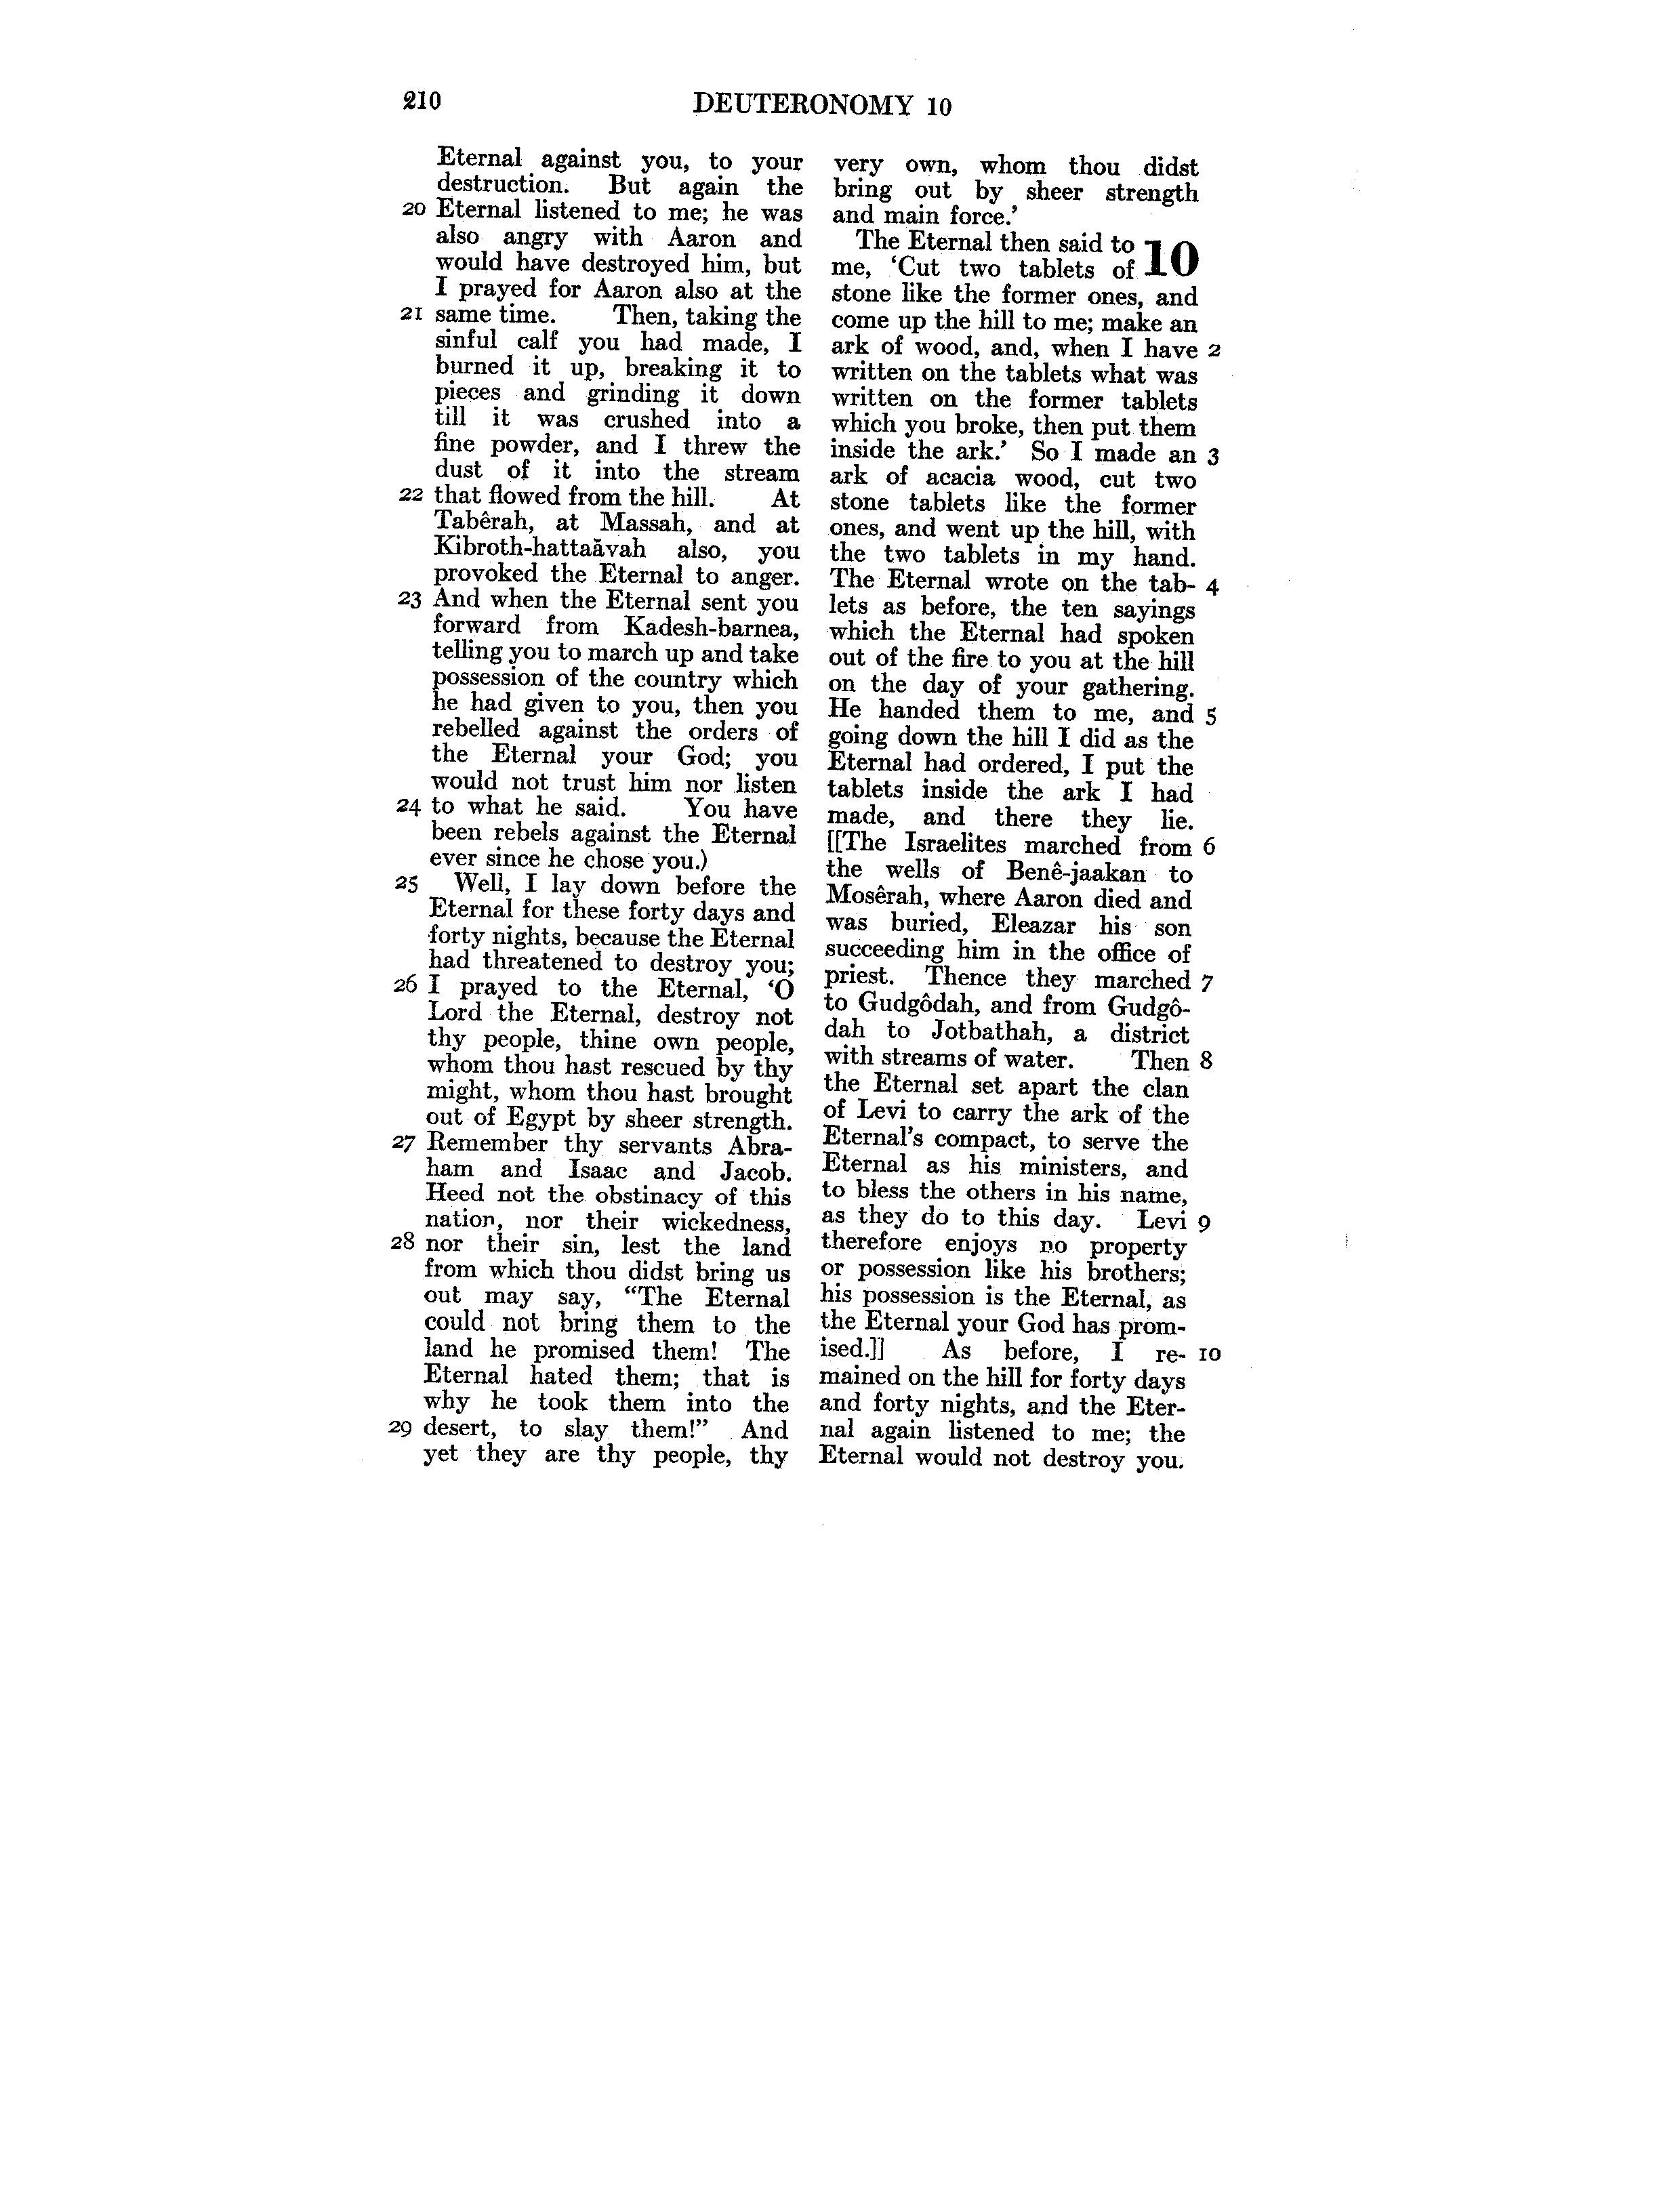 210
DEUTERONOMY 10
Eternal against you, to your
destruction. But again the
20 Eternal listened to me; he was
also angry with Aaron and
would have destroyed him, but
I prayed for Aaron also at the
21 same time. Then, taking the
sinful calf you had made, I
burned it up, breaking it to
pieces and grinding it down
till it was crushed into a
fine powder, and I threw the
dust of it into the stream
22 that flowed from the hill. At
Tabêrah, at Massah, and at
Kibroth-hattaăvah also, you
provoked the Eternal to anger.
23 And when the Eternal sent you
forward from Kadesh-barnea,
telling you to march up and take
possession of the country which
he had given to you, then you
rebelled against the orders of
the Eternal your God; you
would not trust him nor listen
24 to what he said. You have
been rebels against the Eternal
ever since he chose you.)
25 Well, I lay down before the
Eternal for these forty days and
forty nights, because the Eternal
had threatened to destroy you;
26 I prayed to the Eternal, ‘O
Lord the Eternal, destroy not
thy people, thine own people,
whom thou hast rescued by thy
might, whom thou hast brought
out of Egypt by sheer strength.
27 Remember thy servants Abra-
ham and Isaac and Jacob.
Heed not the obstinacy of this
nation, nor their wickedness,
28 nor their sin, lest the land
from which thou didst bring us
out may say, “The Eternal
could not bring them to the
land he promised them! The
Eternal hated them; that is
why he took them into the
29 desert, to slay them!” And
yet they are thy people, thy
very own, whom thou didst
bring out by sheer strength
and main force.’
The Eternal then said to 10
me, ‘Cut two tablets of
stone like the former ones, and
come up the hill to me; make an
ark of wood, and, when I have 2
written on the tablets what was
written on the former tablets
which you broke, then put them
inside the ark.’ So I made an 3
ark of acacia wood, cut two
stone tablets like the former
ones, and went up the hill, with
the two tablets in my hand.
The Eternal wrote on the tab- 4
lets as before, the ten sayings
which the Eternal had spoken
out of the fire to you at the hill
on the day of your gathering.
He handed them to me, and 5
going down the hill I did as the
Eternal had ordered, I put the
tablets inside the ark I had
made, and there they lie.
[[The Israelites marched from 6
the wells of Benê-jaakan to
Mosêrah, where Aaron died and
was buried, Eleazar his son
succeeding him in the office of
priest. Thence they marched 7
to Gudgôdah, and from Gudgô-
dah to Jotbathah, a district
with streams of water. Then 8
the Eternal set apart the clan
of Levi to carry the ark of the
Eternal’s compact, to serve the
Eternal as his ministers, and
to bless the others in his name,
as they do to this day. Levi 9
therefore enjoys no property
or possession like his brothers;
his possession is the Eternal, as
the Eternal your God has prom-
ised.]] As before, I re- 10
mained on the hill for forty days
and forty nights, and the Eter-
nal again listened to me; the
Eternal would not destroy you.